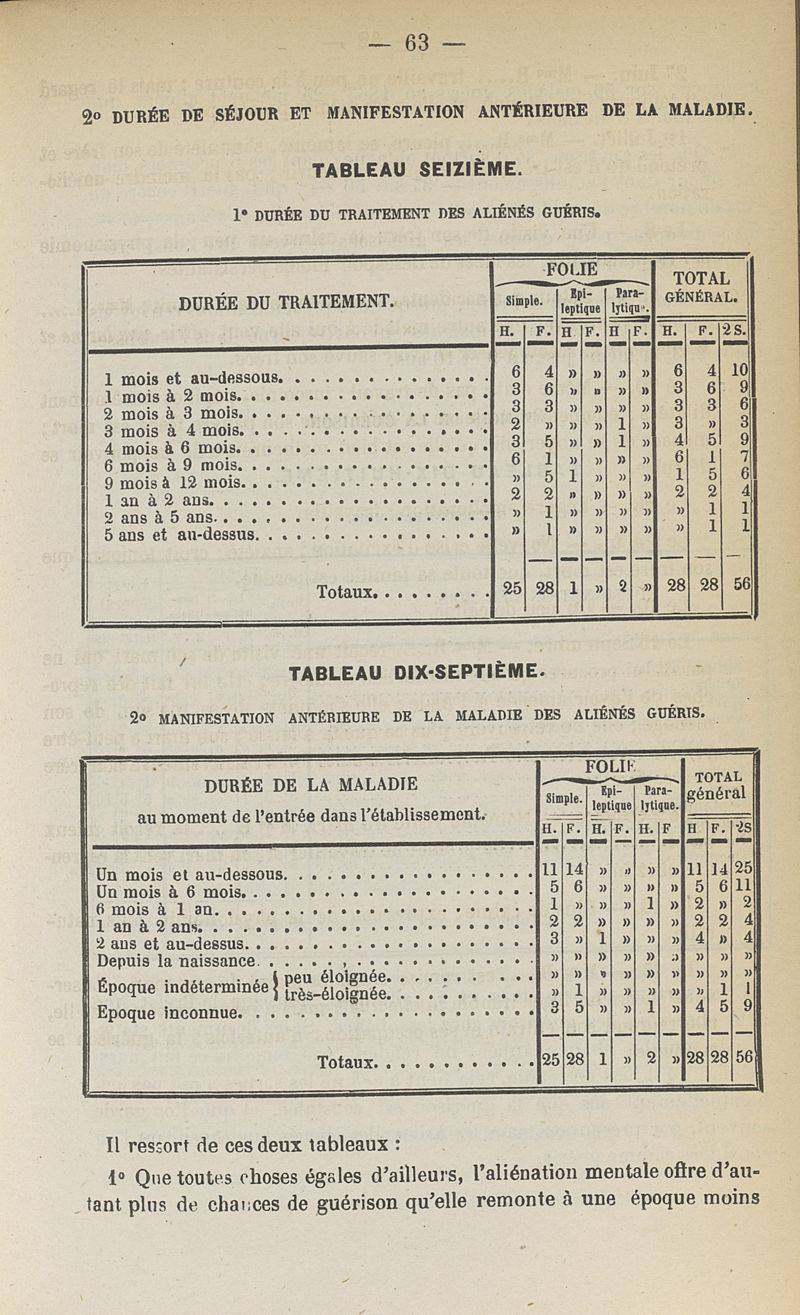 — 63 —
2º DURÉE DE SÉJOUR ET MANIFESTATION ANTÉRIEURE DE LA MALADIE.
TABLEAU SEIZIÈME.
1º DURÉE DU TRAITEMENT DES ALIÉNÉS GUÉRIS.
DURÉE DU TRAITEMENT. FOLIE TOTAL GÉNÉRAL.
Simple. Epi-leptique Para-lytique.
H. F. H F. H F. H. F. 2 S.
1 mois et au-dessous. 6 4 » » » » 6 4 10
1 mois à 2 mois. 3 6 » » » » 3 6 9
2 mois à 3 mois. 3 3 » » » » 3 3 6
3 mois à 4 mois. 2 » » » 1 » 3 » 3
4 mois à 6 mois. 3 5 » » 1 » 4 5 9
6 mois à 9 mois. 6 1 » » » » 6 1 7
9 mois à 12 mois. » 5 1 » » » 1 5 6
1 an à 2 ans. 2 2 » » » » 2 2 4
2 ans à 5 ans. » 1 » » » » » 1 1
5 ans et au-dessus. » 1 » » » » » 1 1
Totaux. 25 28 1 » 2 » 28 28 56
TABLEAU DIX-SEPTIÈME.
2º MANIFESTATION ANTÉRIEURE DE LA MALADIE DES ALIÉNÉS GUÉRIS.
DURÉE DE LA MALADIE FOLIE TOTAL général
au moment de l'entrée dans l'établissement. Simple. Epi-leptique Para-lytique.
H. F. H. F. H. F H F. 2S
Un mois et au-dessous. 11 14 » » » » 11 14 25
Un mois à 6 mois. 5 6 » » » » 5 6 11
6 mois à 1 an. 1 » » » 1 » 2 » 2
1 an à 2 ans. 2 2 » » » » 2 2 4
2 ans et au-dessus. 3 » 1 » » » 4 » 4
Depuis la naissance. » » » » » » » » »
Époque indéterminée { peu éloignée. » » » » » » » » »
très-éloignée. » 1 » » » » » 1 1
Epoque inconnue. 3 5 » » 1 » 4 5 9
Totaux. 25 28 1 » 2 » 28 28 56
Il ressort de ces deux tableaux :
1º Que toutes choses égales d'ailleurs, l'aliénation mentale offre d'au-
tant plus de chances de guérison qu'elle remonte à une époque moins